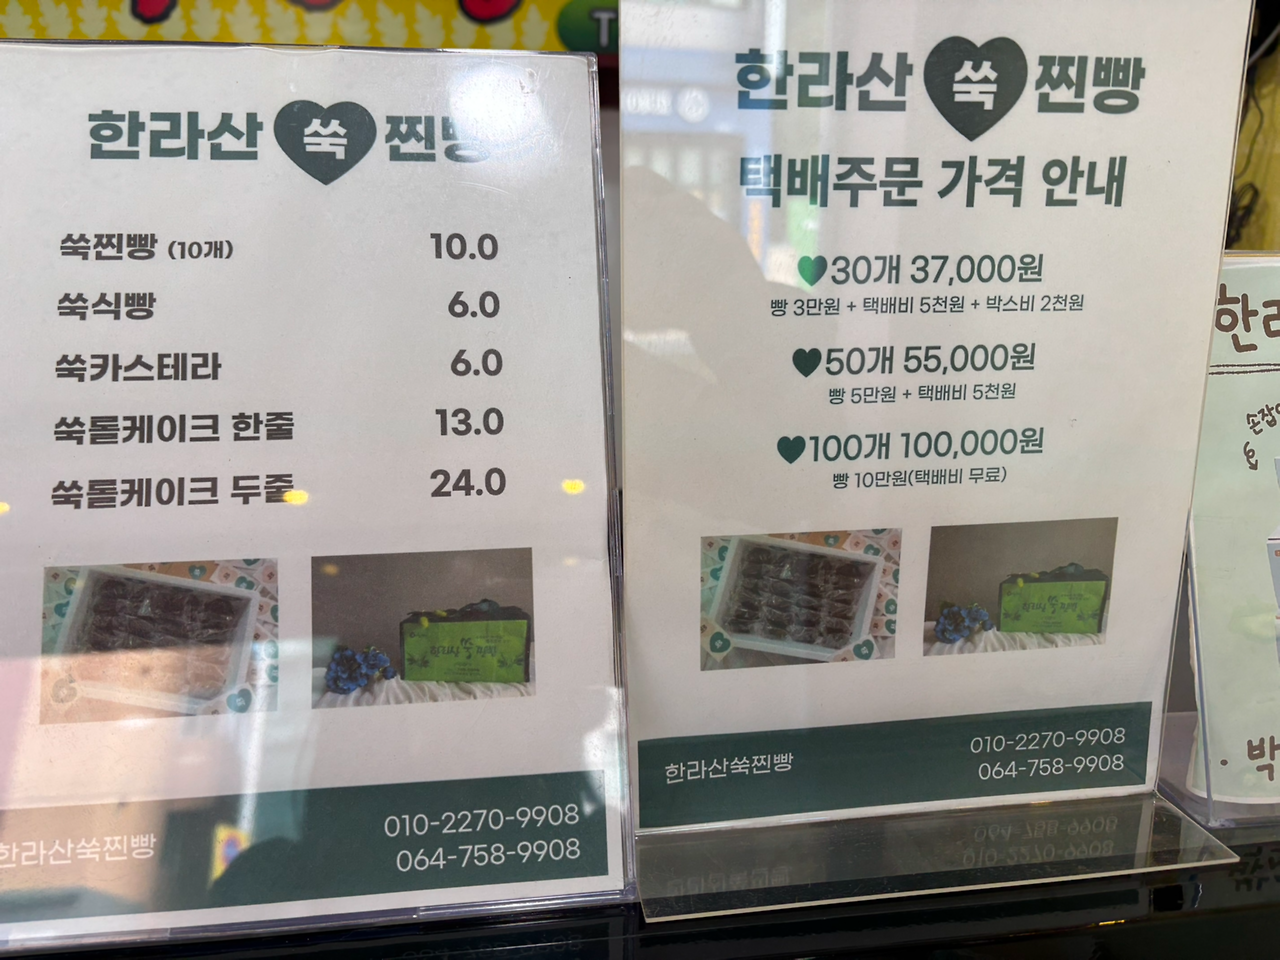 한라산 쑥 찐빵
쑥찐빵 (10개) 10.0
쑥식빵 6.0
쑥카스테라 6.0
쑥롤케이크 한줄 13.0
쑥롤케이크 두줄 24.0
한라산쑥찐빵
010-2270-9908
064-758-9908
한라산 쑥 찐빵
택배주문 가격 안내
30개 37,000원
빵 3만원 + 택배비 5천원 + 박스비 2천원
50개 55,000원
빵 5만원 + 택배비 5천원
100개 100,000원
빵 10만원(택배비 무료)
한라산쑥찐빵
010-2270-9908
064-758-9908